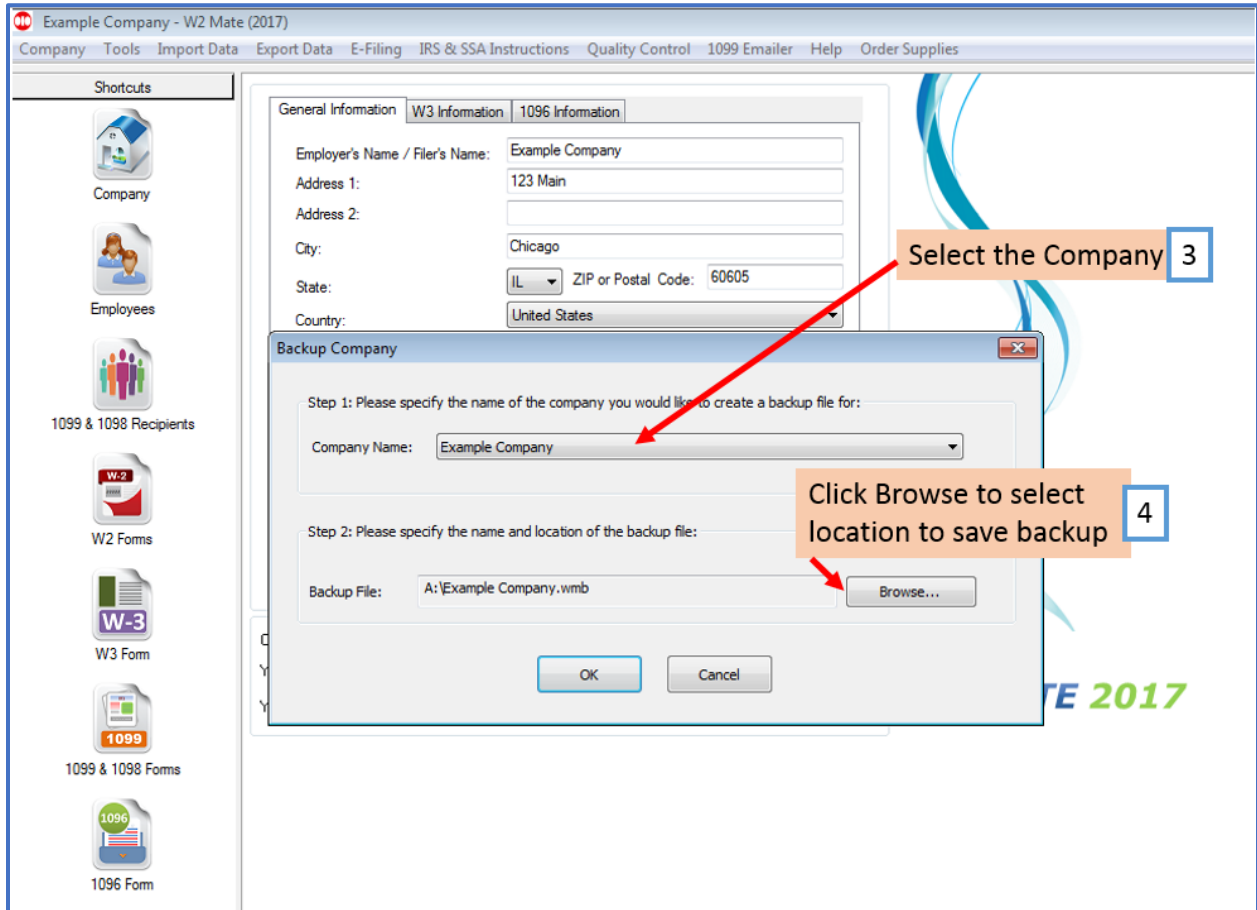 Example Company - W2 Mate (2017)
Company Tools Import Data Export Data E-Filing IRS & SSA Instructions Quality Control 1099 Emailer Help Order Supplies
Shortcuts
Company
Employees
1099 & 1098 Recipients
W-2
W2 Forms
W-3
W3 Form
1099
1099 & 1098 Forms
1096
1096 Form
General Information W3 Information 1096 Information
Employer's Name / Filer's Name: Example Company
Address 1: 123 Main
Address 2:
City: Chicago
State: IL ZIP or Postal Code: 60605
Country: United States
Select the Company 3
Backup Company
Step 1: Please specify the name of the company you would like to create a backup file for:
Company Name: Example Company
Click Browse to select
location to save backup
4
Step 2: Please specify the name and location of the backup file:
Backup File: A:\Example Company.wmb Browse...
OK Cancel
TE 2017